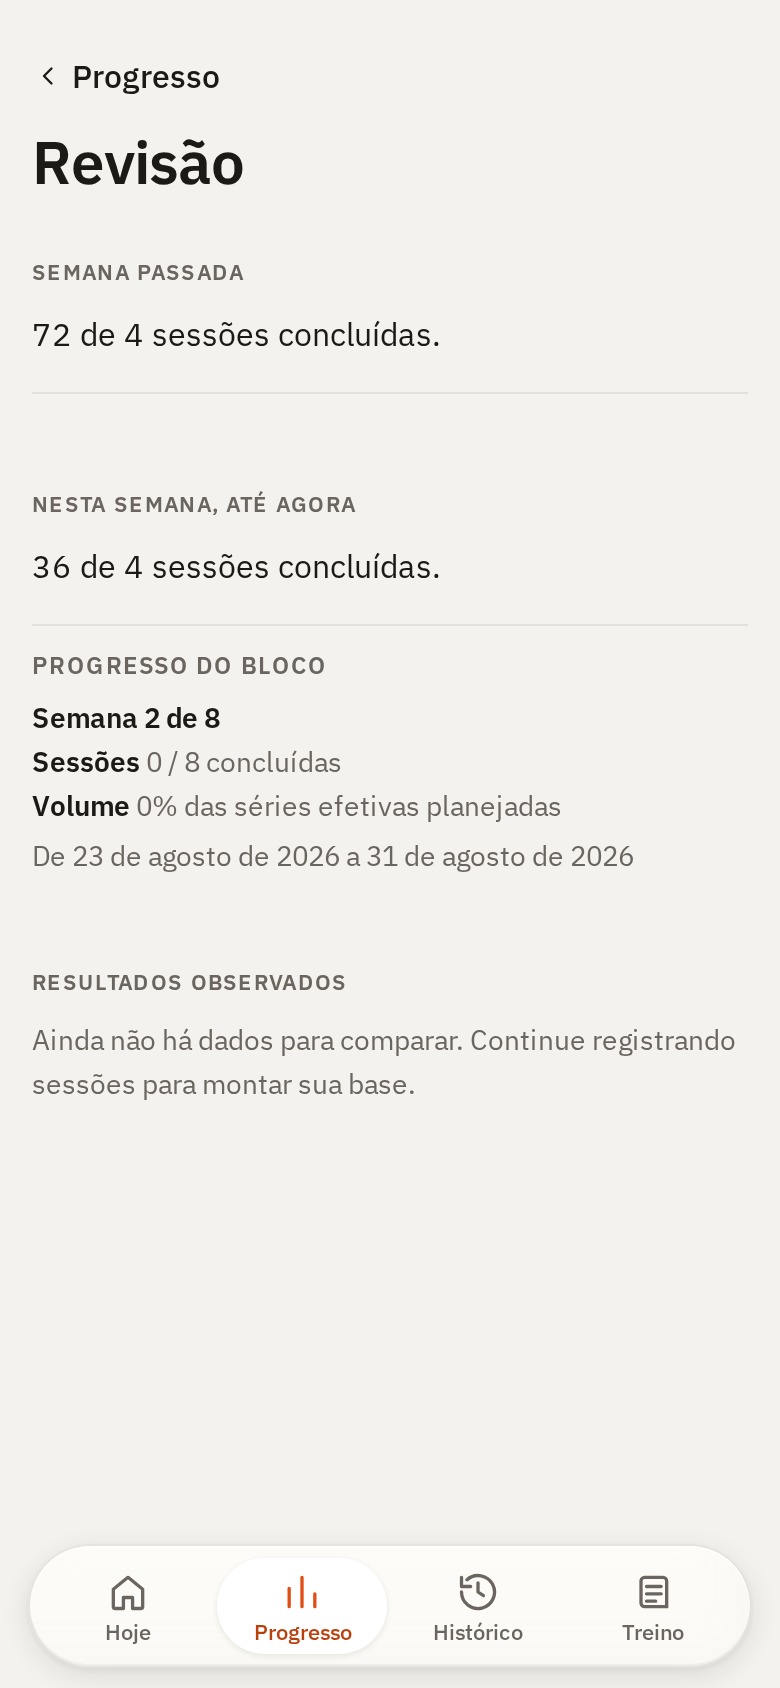 Progresso
Revisão
SEMANA PASSADA
72 de 4 sessões concluídas.
NESTA SEMANA, ATÉ AGORA
36 de 4 sessões concluídas.
PROGRESSO DO BLOCO
Semana 2 de 8
Sessões 0 / 8 concluídas
Volume 0% das séries efetivas planejadas
De 23 de agosto de 2026 a 31 de agosto de 2026
RESULTADOS OBSERVADOS
Ainda não há dados para comparar. Continue registrando
sessões para montar sua base.
Hoje
Progresso
Histórico
Treino